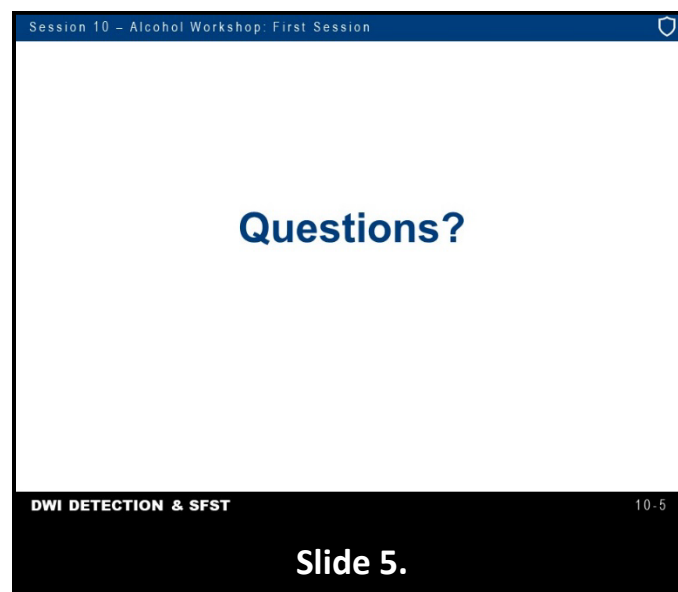 Session 10 – Alcohol Workshop: First Session
Questions?
DWI DETECTION & SFST
10-5
Slide 5.